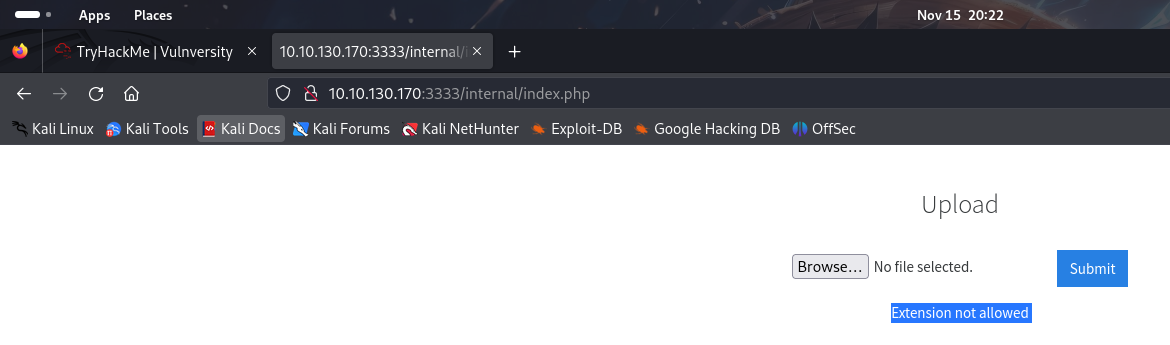 Apps Places Nov 15 20:22
TryHackMe | Vulnversity 10.10.130.170:3333/internal/
10.10.130.170:3333/internal/index.php
Kali Linux Kali Tools Kali Docs Kali Forums Kali NetHunter Exploit-DB Google Hacking DB OffSec
Upload
Browse... No file selected. Submit
Extension not allowed